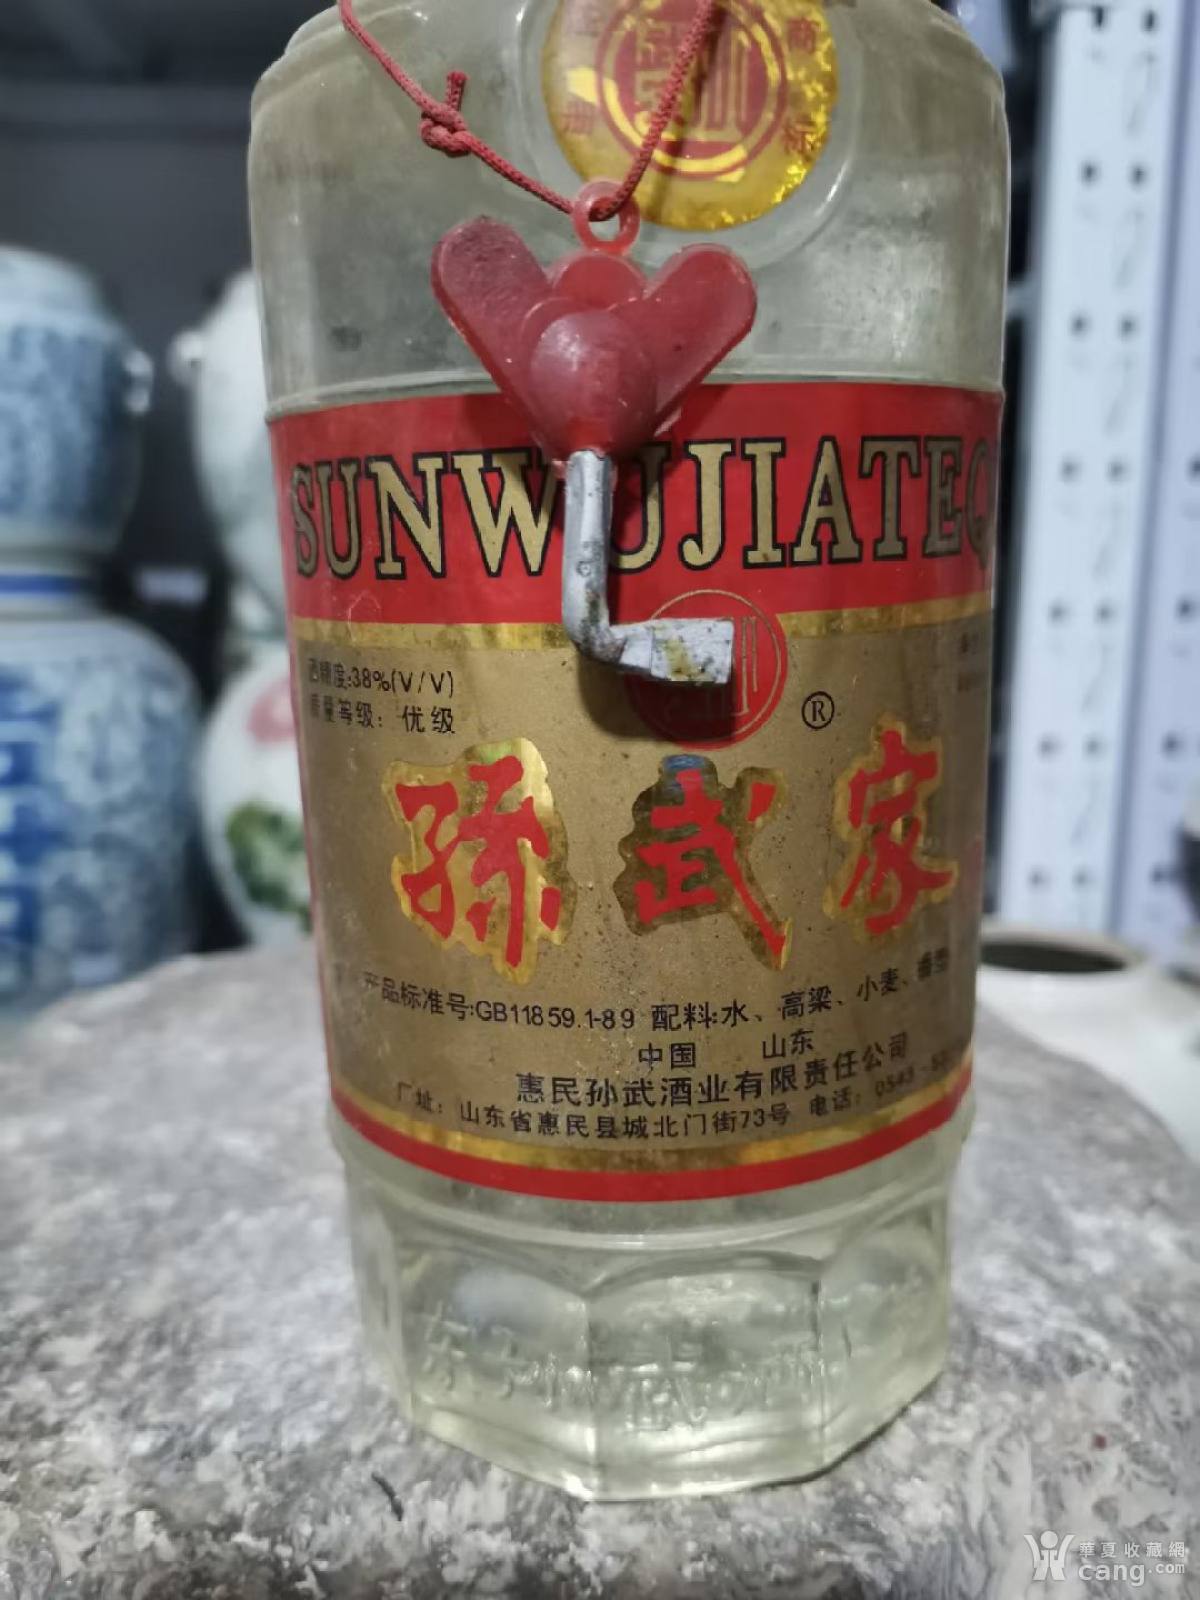 商
标
SUNWUJIATEQ
酒精度:38%(V/V)
质量等级：优级
®
孙武家
产品标准号:GB11859.1-89 配料:水、高粱、小麦、
中国 山东
惠民孙武酒业有限责任公司
厂址：山东省惠民县城北门街73号 电话：0543-
華夏收藏網
cang.com